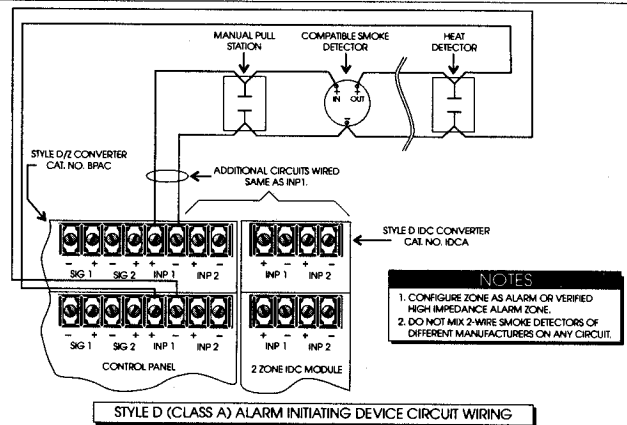 MANUAL PULL
STATION
COMPATIBLE SMOKE
DETECTOR
HEAT
DETECTOR
+ +
IN OUT
−
STYLE D/Z CONVERTER
CAT. NO. BPAC
ADDITIONAL CIRCUITS WIRED
SAME AS INP1.
STYLE D IDC CONVERTER
CAT. NO. IDCA
− + − + + − + −
SIG 1 SIG 2 INP 1 INP 2
+ − + −
INP 1 INP 2
− + − + + − + −
SIG 1 SIG 2 INP 1 INP 2
+ − + −
INP 1 INP 2
CONTROL PANEL
2 ZONE IDC MODULE
NOTES
1. CONFIGURE ZONE AS ALARM OR VERIFIED
HIGH IMPEDANCE ALARM ZONE.
2. DO NOT MIX 2-WIRE SMOKE DETECTORS OF
DIFFERENT MANUFACTURERS ON ANY CIRCUIT.
STYLE D (CLASS A) ALARM INITIATING DEVICE CIRCUIT WIRING